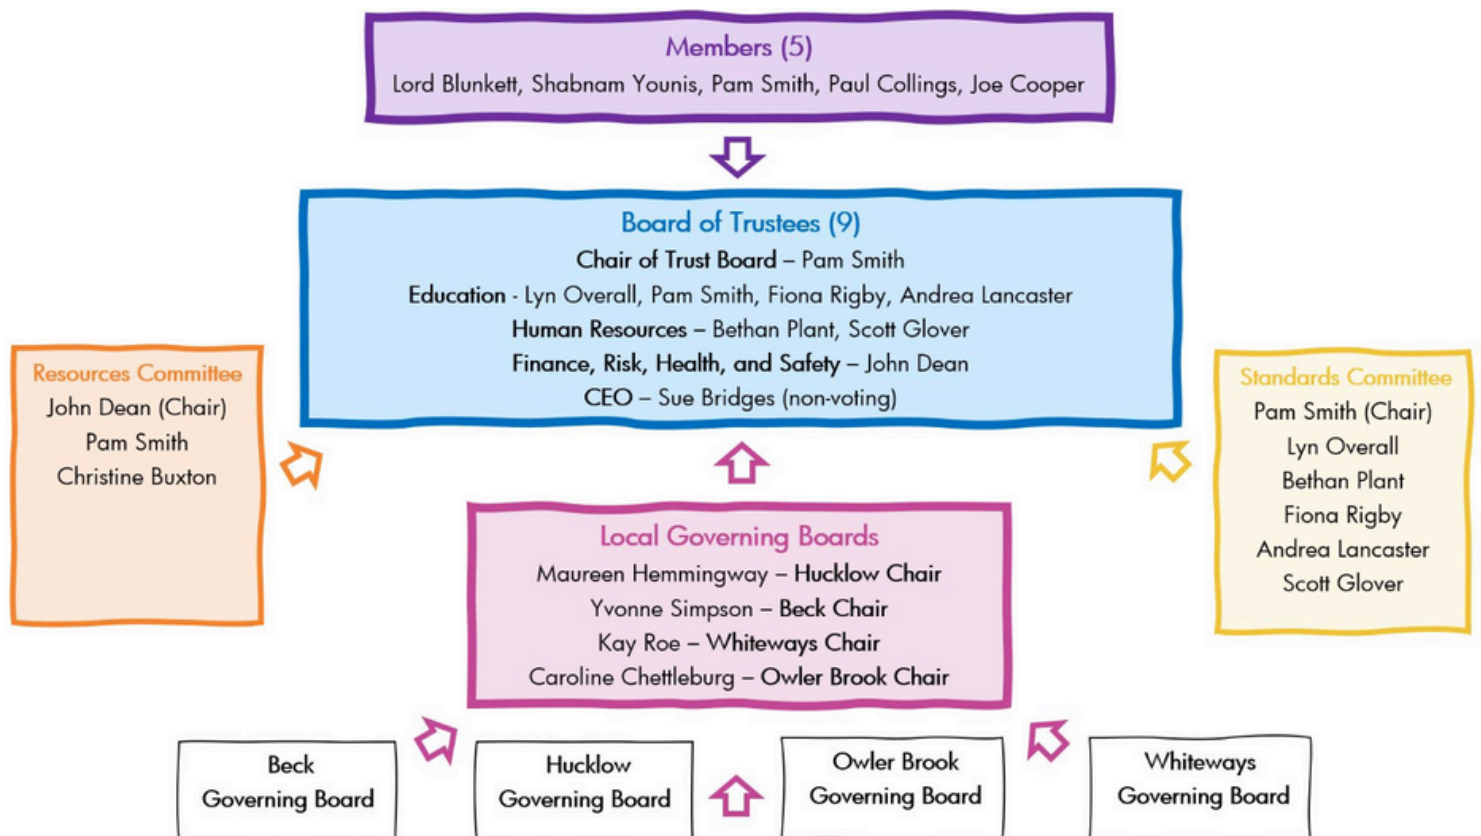 Members (5)
Lord Blunkett, Shabnam Younis, Pam Smith, Paul Collings, Joe Cooper
Board of Trustees (9)
Chair of Trust Board – Pam Smith
Education - Lyn Overall, Pam Smith, Fiona Rigby, Andrea Lancaster
Human Resources – Bethan Plant, Scott Glover
Finance, Risk, Health, and Safety – John Dean
CEO – Sue Bridges (non-voting)
Resources Committee
John Dean (Chair)
Pam Smith
Christine Buxton
Standards Committee
Pam Smith (Chair)
Lyn Overall
Bethan Plant
Fiona Rigby
Andrea Lancaster
Scott Glover
Local Governing Boards
Maureen Hemmingway – Hucklow Chair
Yvonne Simpson – Beck Chair
Kay Roe – Whiteways Chair
Caroline Chettleburg – Owler Brook Chair
Beck
Governing Board
Hucklow
Governing Board
Owler Brook
Governing Board
Whiteways
Governing Board